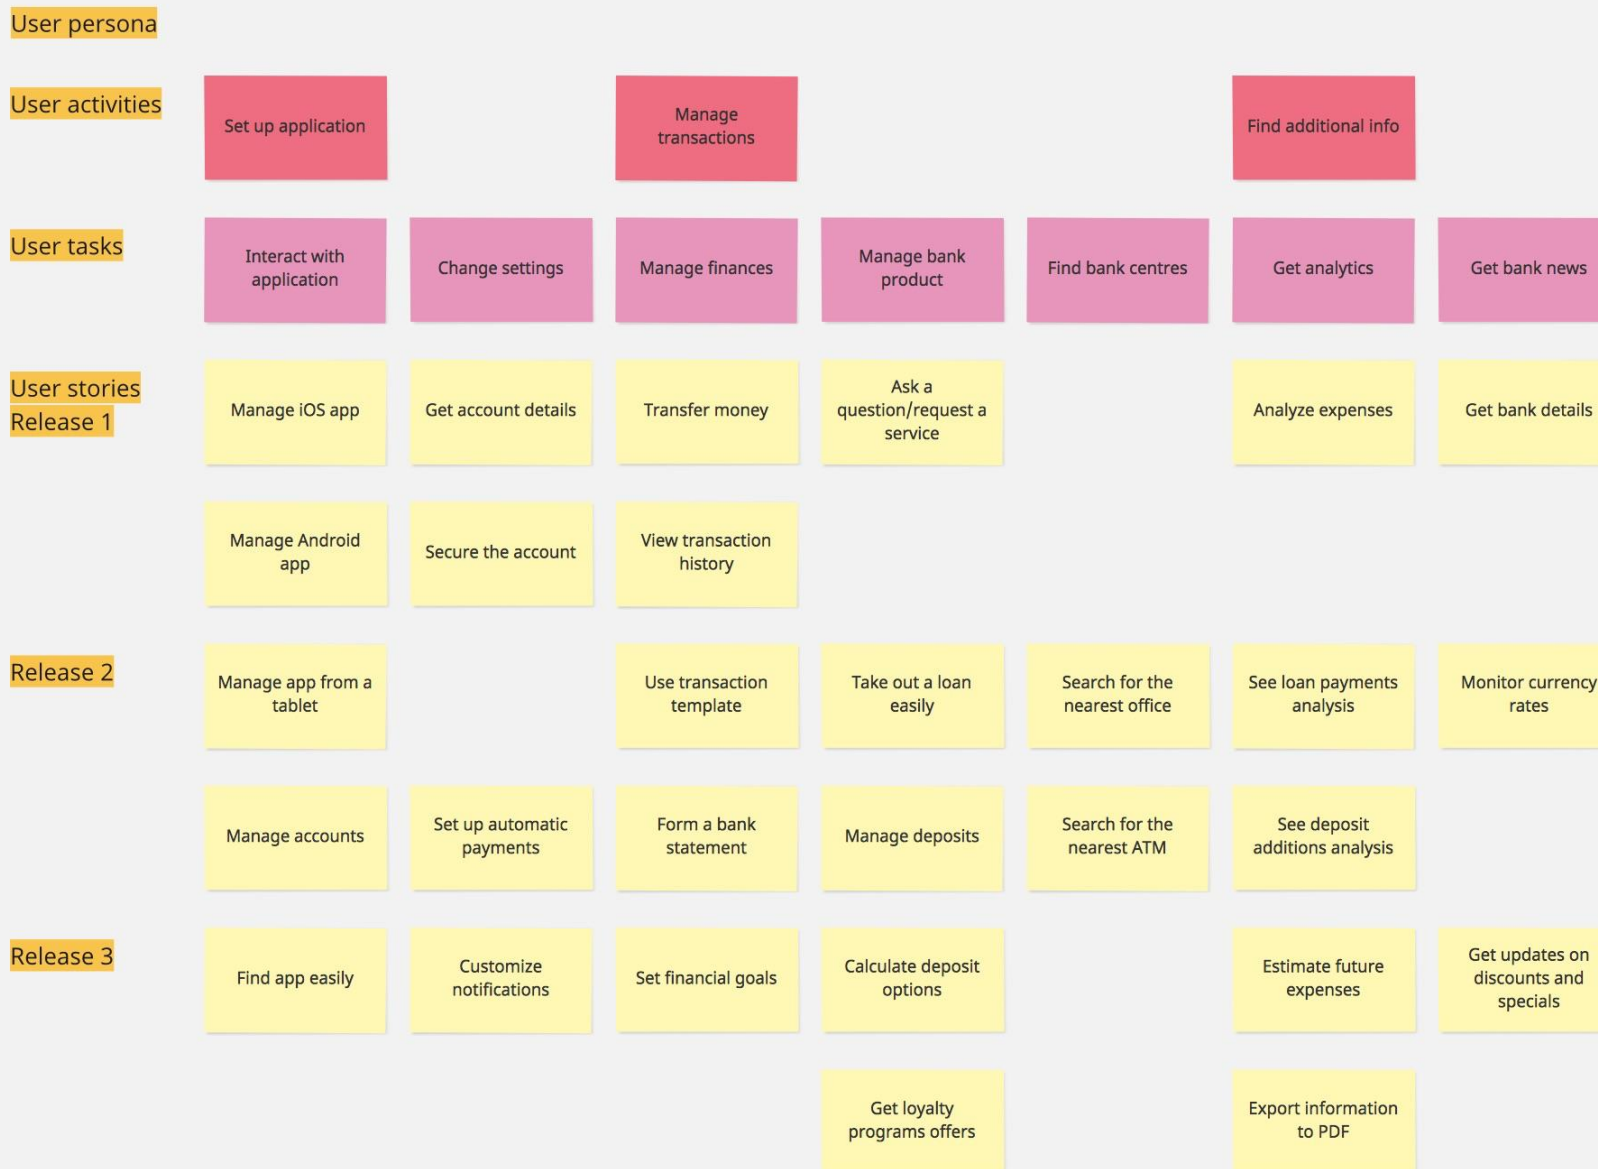 User persona
User activities
Set up application
Manage
transactions
Find additional info
User tasks
Interact with
application
Change settings
Manage finances
Manage bank
product
Find bank centres
Get analytics
Get bank news
User stories
Release 1
Manage iOS app
Get account details
Transfer money
Ask a
question/request a
service
Analyze expenses
Get bank details
Manage Android
app
Secure the account
View transaction
history
Release 2
Manage app from a
tablet
Use transaction
template
Take out a loan
easily
Search for the
nearest office
See loan payments
analysis
Monitor currency
rates
Manage accounts
Set up automatic
payments
Form a bank
statement
Manage deposits
Search for the
nearest ATM
See deposit
additions analysis
Release 3
Find app easily
Customize
notifications
Set financial goals
Calculate deposit
options
Estimate future
expenses
Get updates on
discounts and
specials
Get loyalty
programs offers
Export information
to PDF